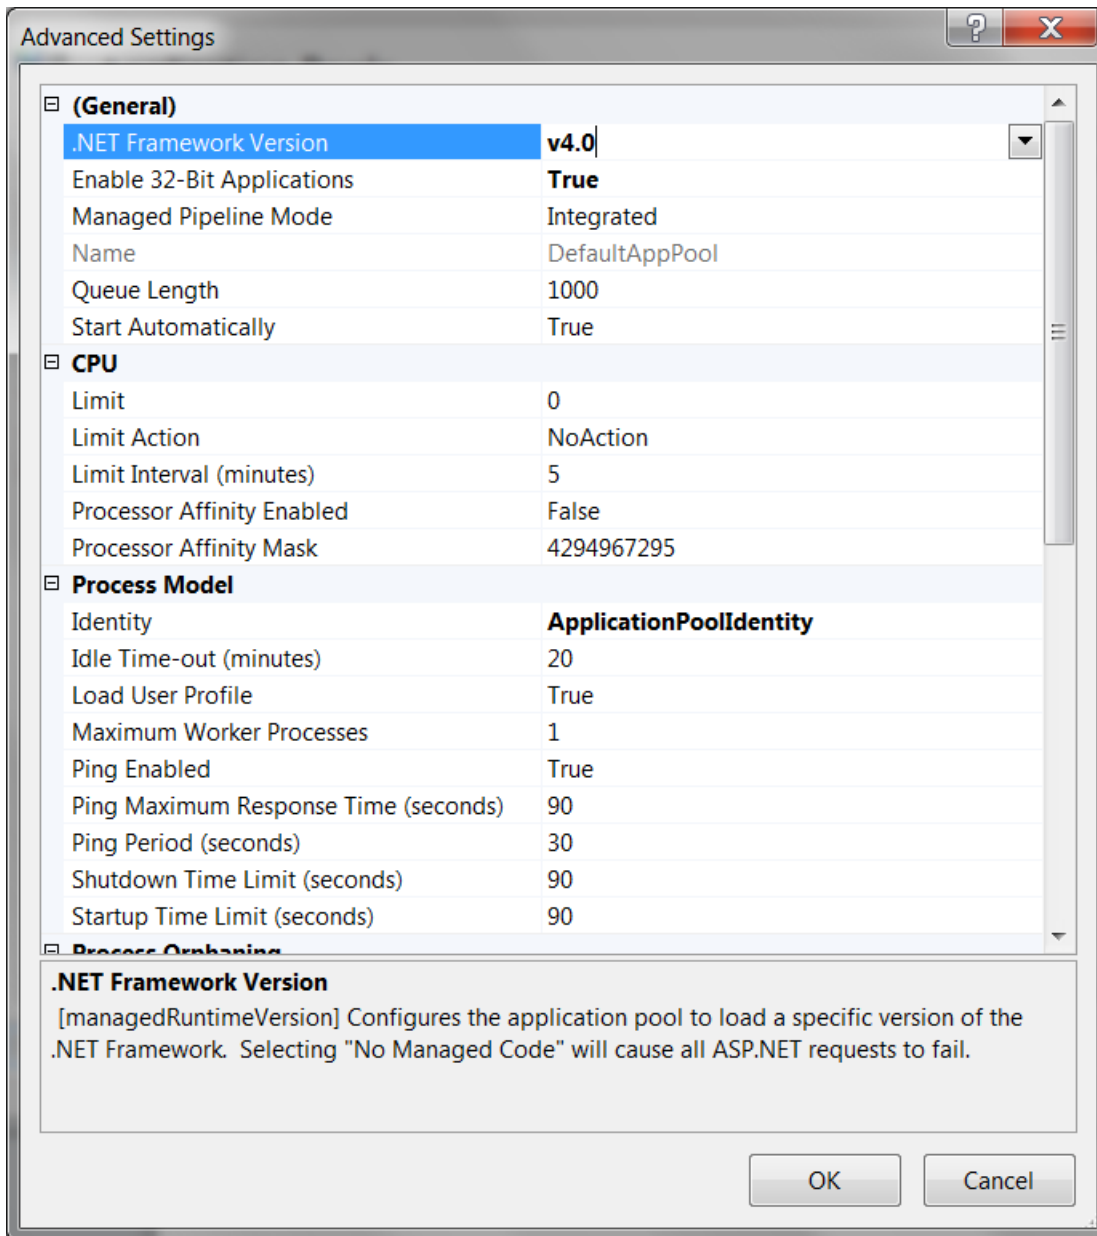 Advanced Settings
(General)
.NET Framework Version v4.0
Enable 32-Bit Applications True
Managed Pipeline Mode Integrated
Name DefaultAppPool
Queue Length 1000
Start Automatically True
CPU
Limit 0
Limit Action NoAction
Limit Interval (minutes) 5
Processor Affinity Enabled False
Processor Affinity Mask 4294967295
Process Model
Identity ApplicationPoolIdentity
Idle Time-out (minutes) 20
Load User Profile True
Maximum Worker Processes 1
Ping Enabled True
Ping Maximum Response Time (seconds) 90
Ping Period (seconds) 30
Shutdown Time Limit (seconds) 90
Startup Time Limit (seconds) 90
Process Orphaning
.NET Framework Version
[managedRuntimeVersion] Configures the application pool to load a specific version of the
.NET Framework.  Selecting "No Managed Code" will cause all ASP.NET requests to fail.
OK Cancel